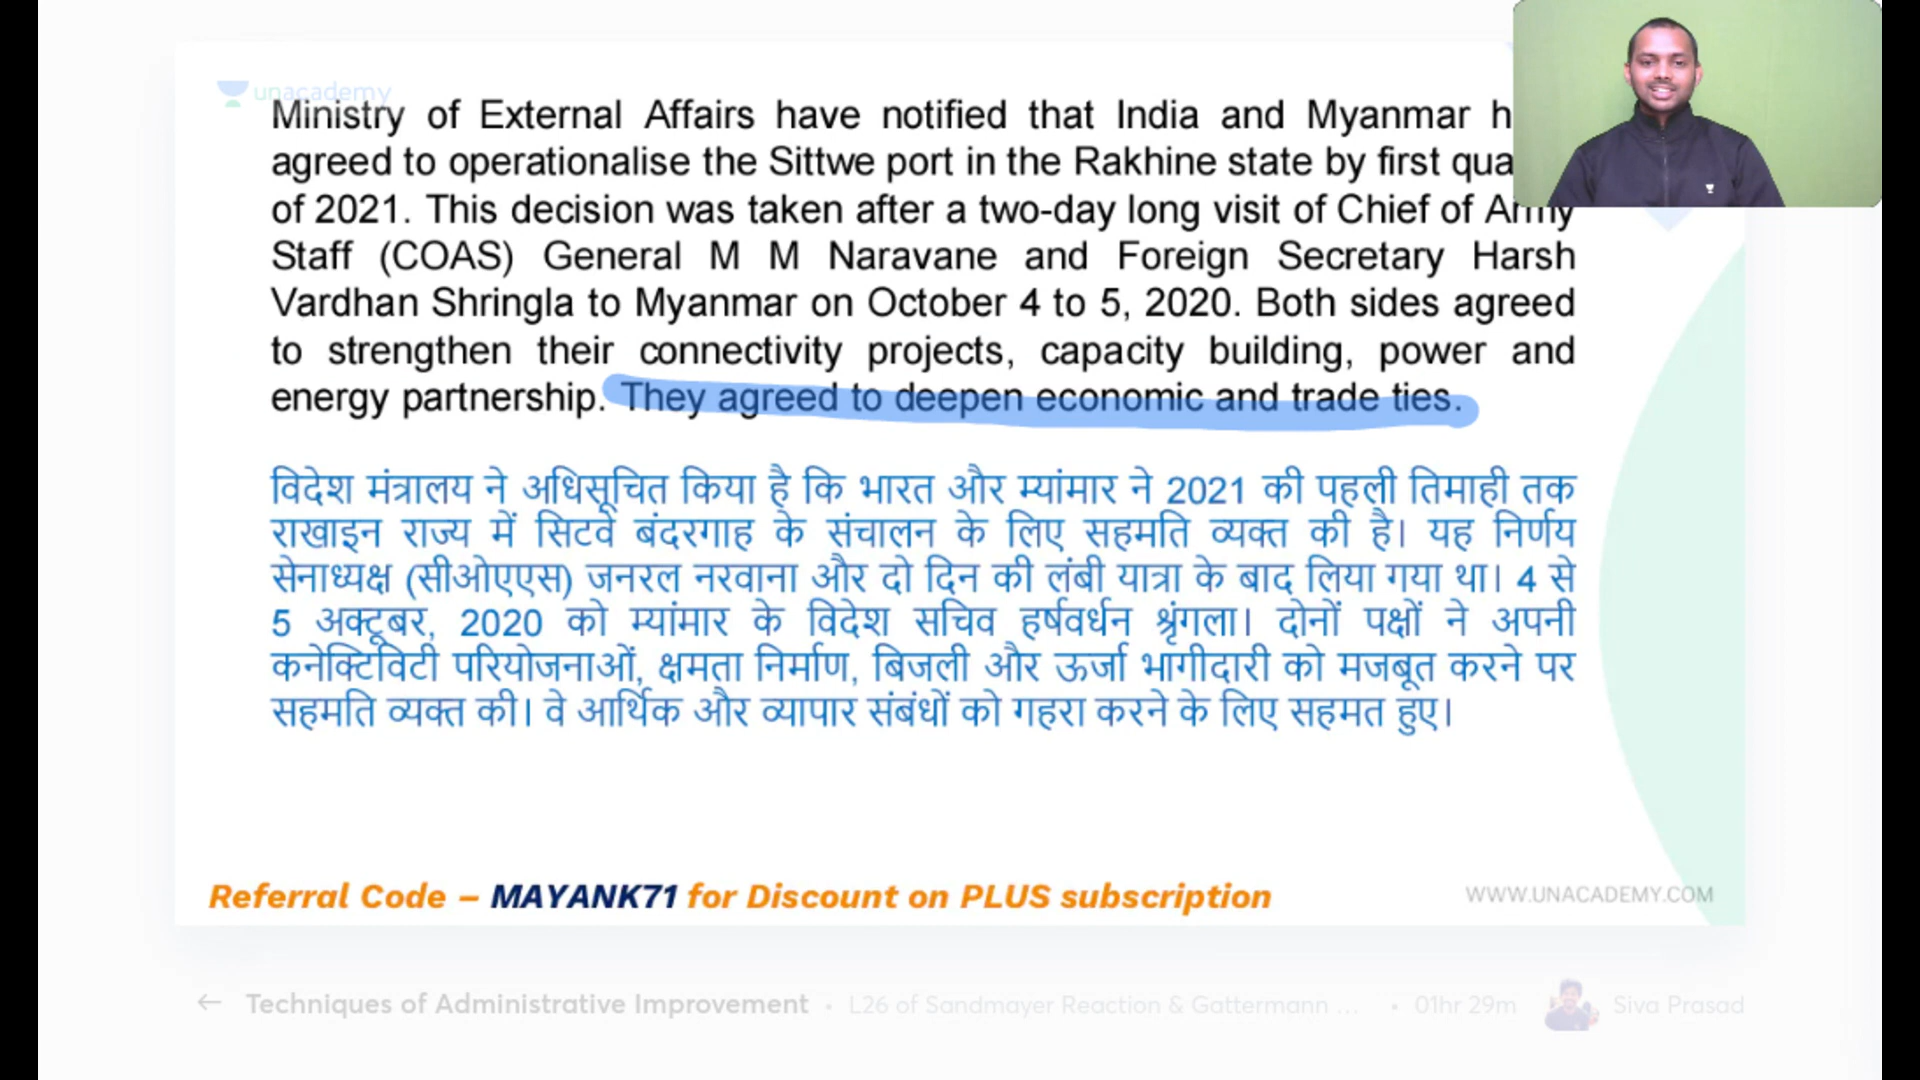 unacademy
Ministry of External Affairs have notified that India and Myanmar
agreed to operationalise the Sittwe port in the Rakhine state by first
of 2021. This decision was taken after a two-day long visit of Chief of Army
Staff (COAS) General M M Naravane and Foreign Secretary Harsh
Vardhan Shringla to Myanmar on October 4 to 5, 2020. Both sides agreed
to strengthen their connectivity projects, capacity building, power and
energy partnership. They agreed to deepen economic and trade ties.
विदेश मंत्रालय ने अधिसूचित किया है कि भारत और म्यांमार ने 2021 की पहली तिमाही तक
राखाइन राज्य में सिटवे बंदरगाह के संचालन के लिए सहमति व्यक्त की है। यह निर्णय
सेनाध्यक्ष (सीओएएस) जनरल नरवाना और दो दिन की लंबी यात्रा के बाद लिया गया था। 4 से
5 अक्टूबर, 2020 को म्यांमार के विदेश सचिव हर्षवर्धन श्रृंगला। दोनों पक्षों ने अपनी
कनेक्टिविटी परियोजनाओं, क्षमता निर्माण, बिजली और ऊर्जा भागीदारी को मजबूत करने पर
सहमति व्यक्त की। वे आर्थिक और व्यापार संबंधों को गहरा करने के लिए सहमत हुए।
Referral Code – MAYANK71 for Discount on PLUS subscription
WWW.UNACADEMY.COM
← Techniques of Administrative Improvement • L26 of Sandmayer Reaction & Gattermann ... • 01hr 29m Siva Prasad